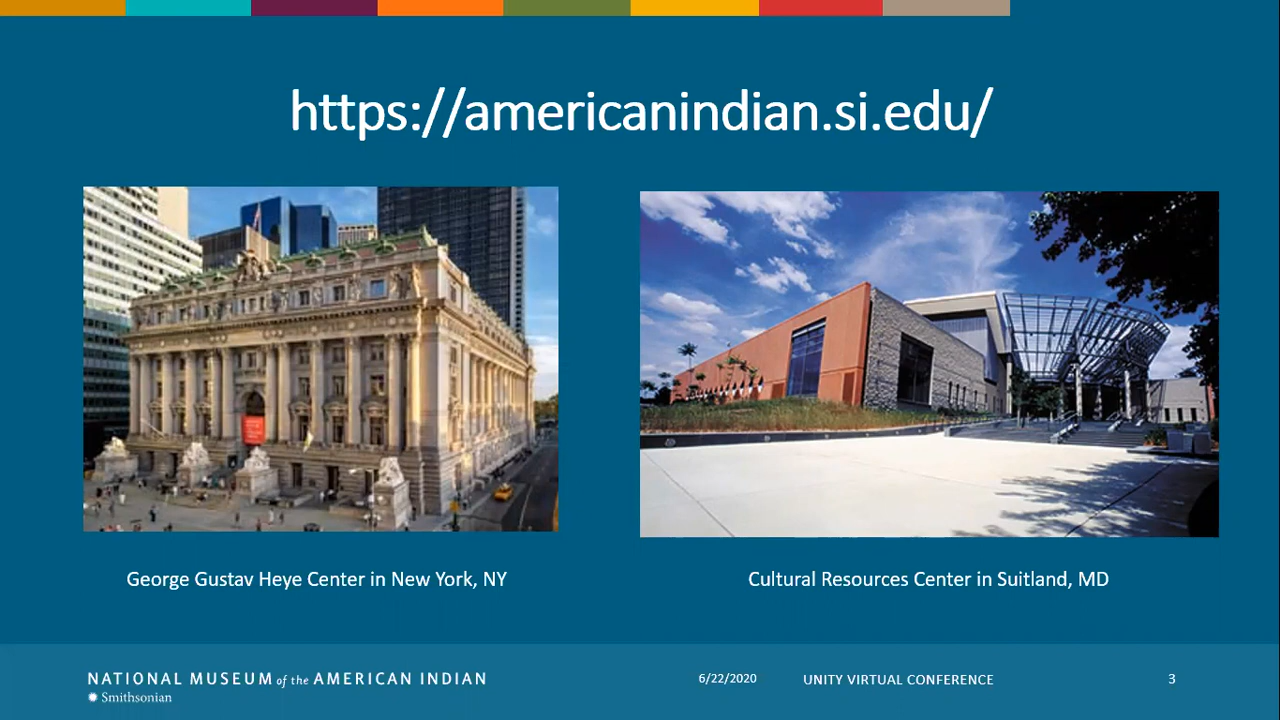 https://americanindian.si.edu/
George Gustav Heye Center in New York, NY
Cultural Resources Center in Suitland, MD
NATIONAL MUSEUM of the AMERICAN INDIAN
Smithsonian
6/22/2020
UNITY VIRTUAL CONFERENCE
3